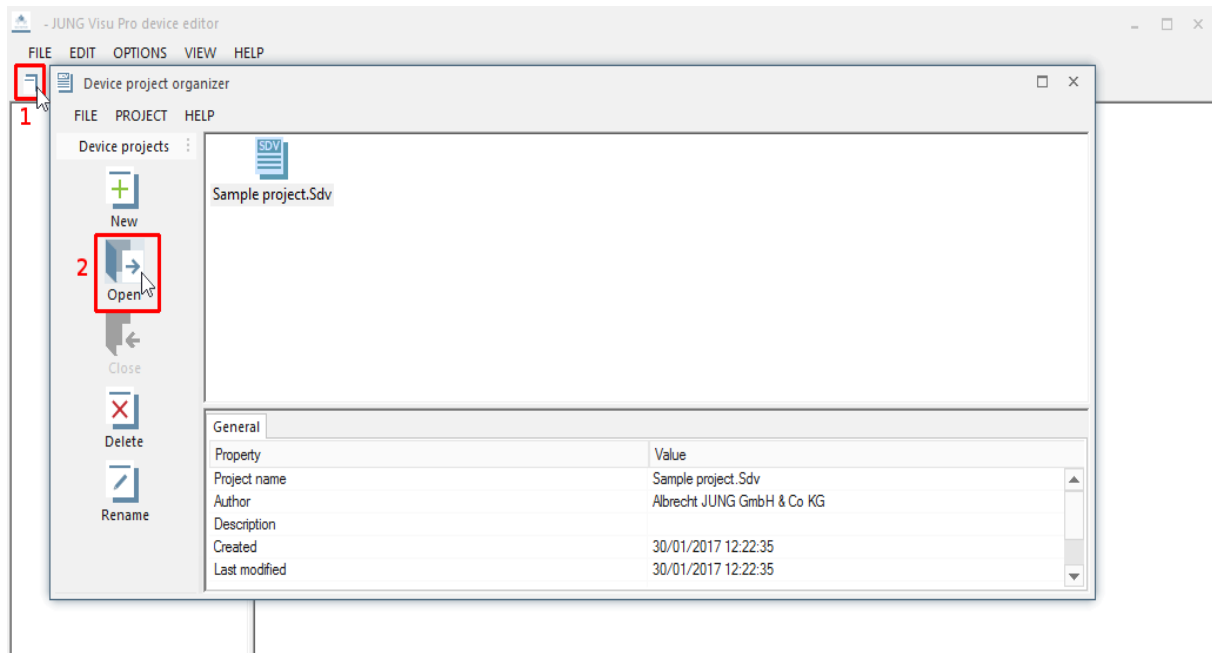 - JUNG Visu Pro device editor
FILE EDIT OPTIONS VIEW HELP
1
Device project organizer
FILE PROJECT HELP
Device projects
SDV
Sample project.Sdv
New
2
Open
Close
Delete
Rename
General
Property Value
Project name Sample project.Sdv
Author Albrecht JUNG GmbH & Co KG
Description
Created 30/01/2017 12:22:35
Last modified 30/01/2017 12:22:35